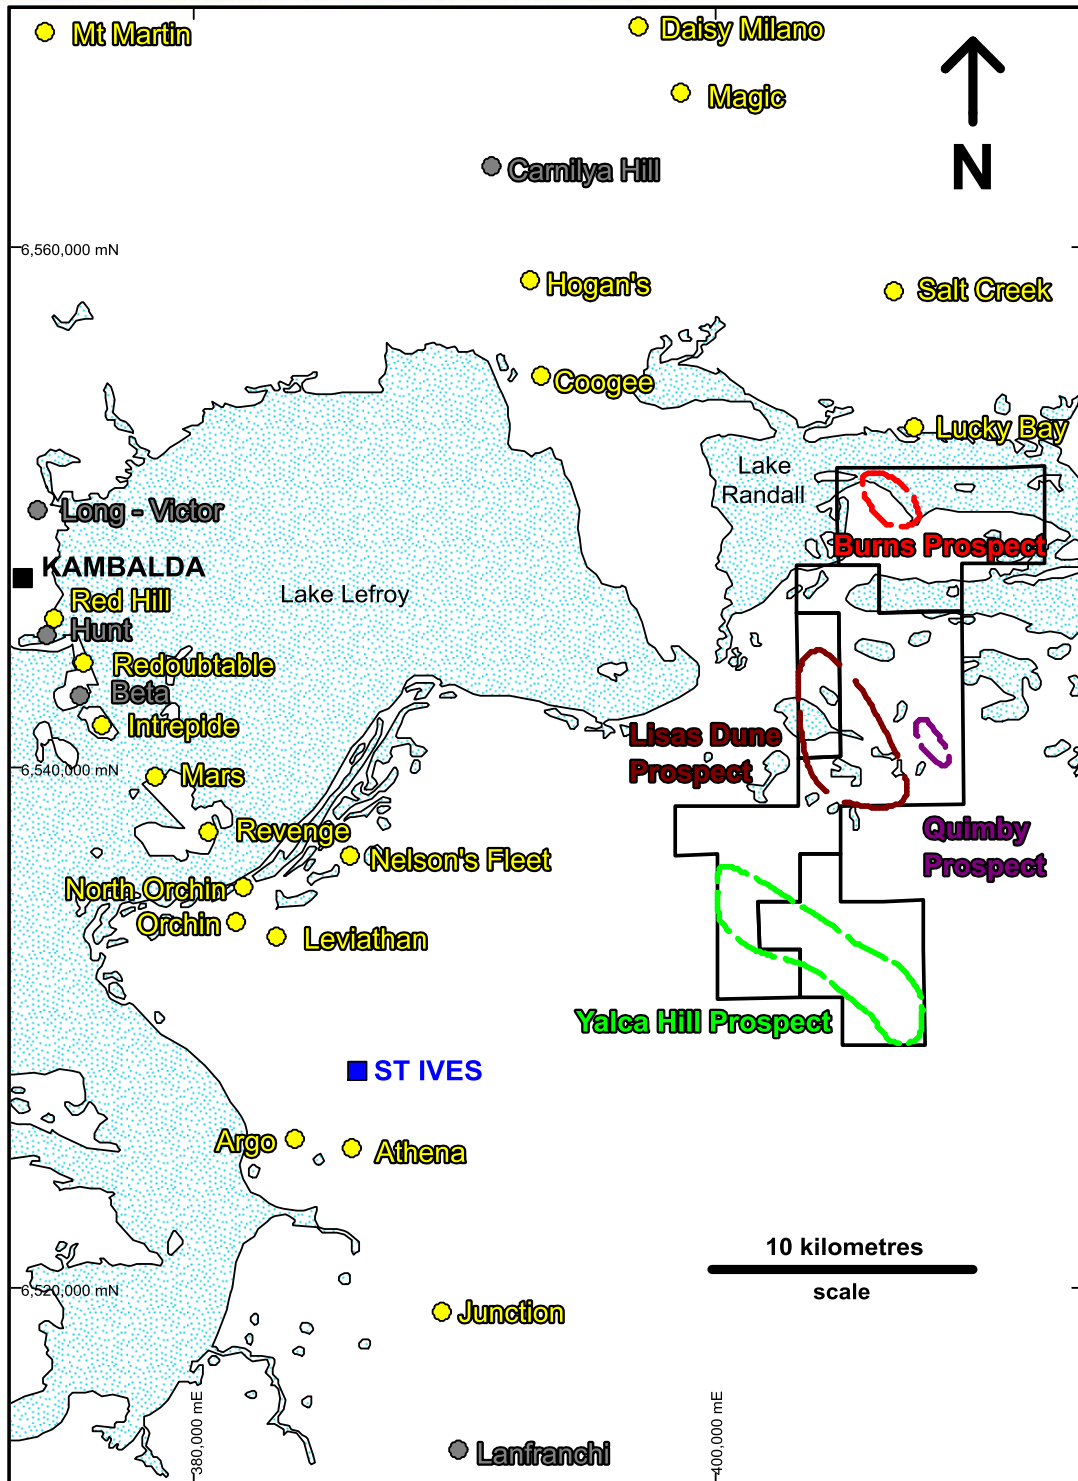 Mt Martin
Daisy Milano
Magic
Carnilya Hill
N
6,560,000 mN
Hogan's
Salt Creek
Coogee
Lucky Bay
Lake
Randall
Long - Victor
Burns Prospect
KAMBALDA
Lake Lefroy
Red Hill
Hunt
Redoubtable
Beta
Intrepide
Lisas Dune
Prospect
6,540,000 mN
Mars
Revenge
Quimby
Prospect
Nelson's Fleet
North Orchin
Orchin
Leviathan
Yalca Hill Prospect
ST IVES
Argo
Athena
10 kilometres
scale
6,520,000 mN
Junction
380,000 mE
400,000 mE
Lanfranchi